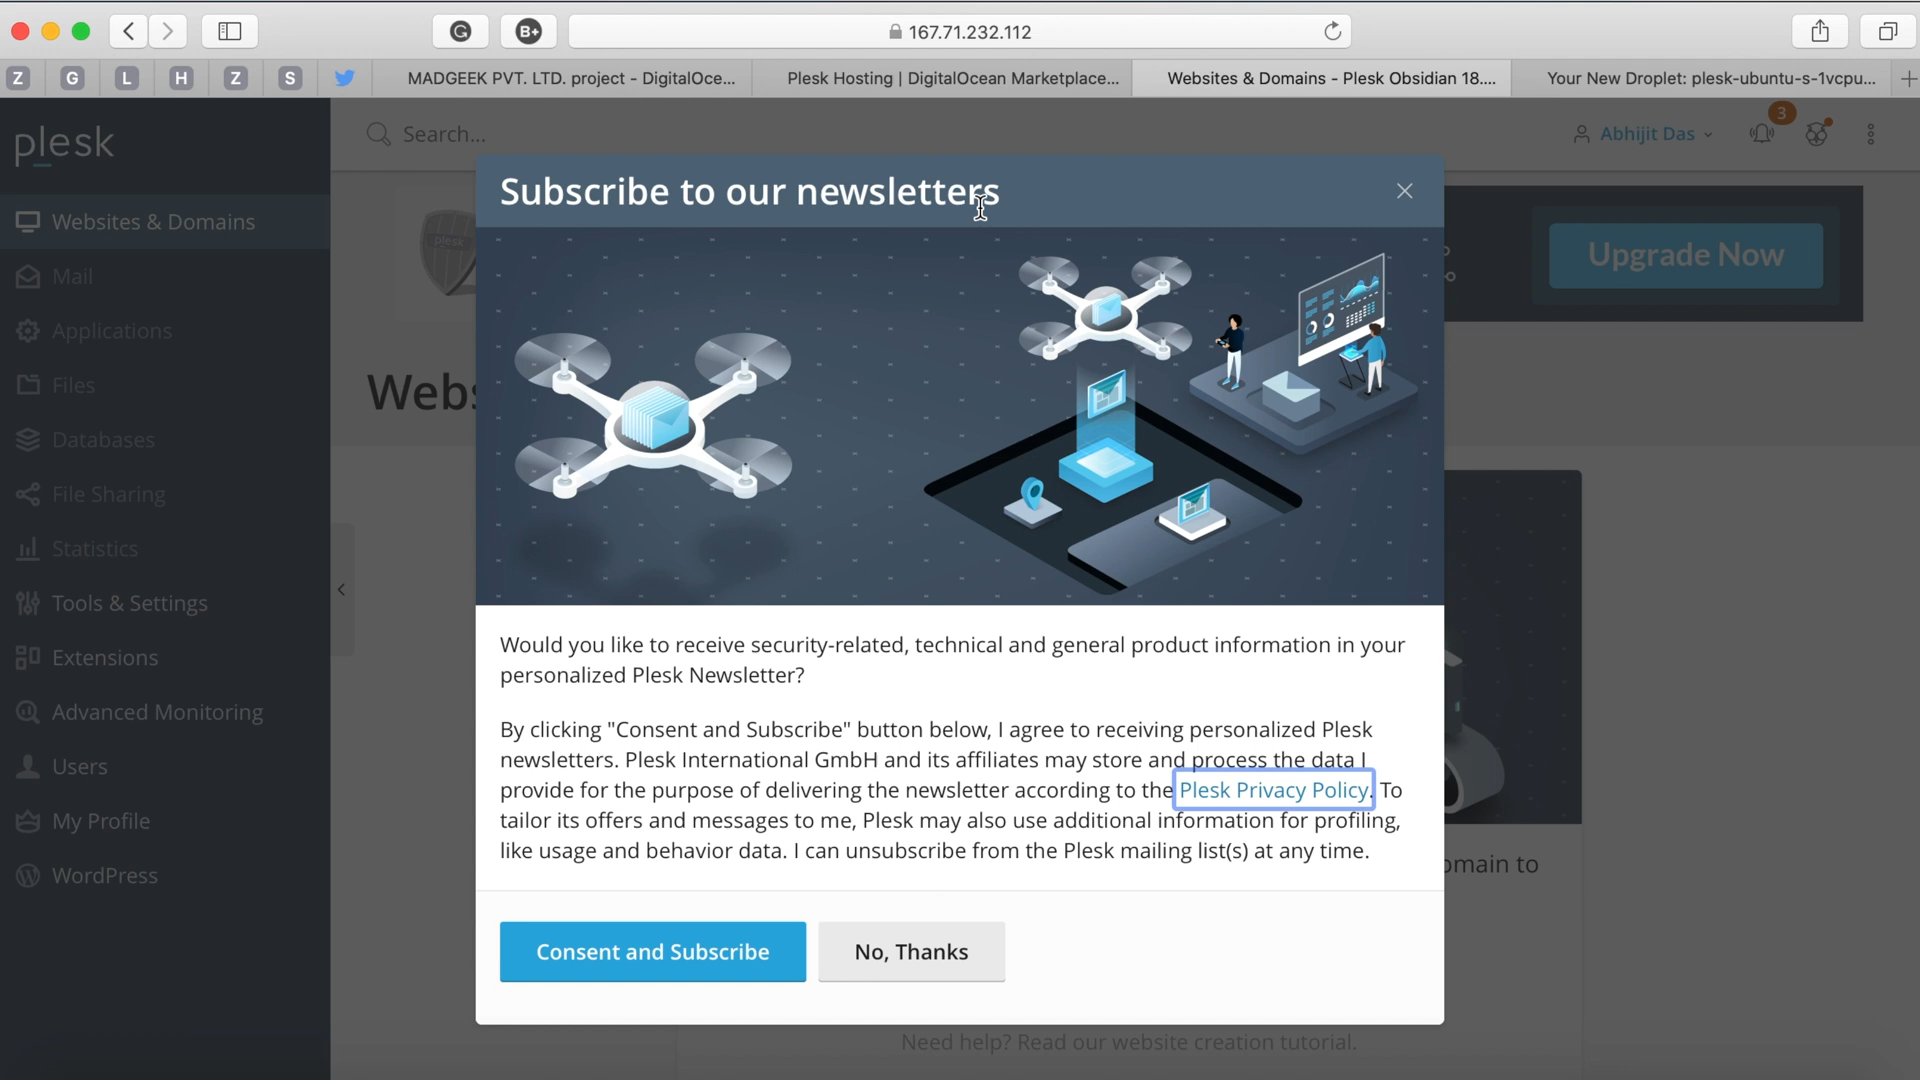 167.71.232.112
Z G L H Z S
MADGEEK PVT. LTD. project - DigitalOce...
Plesk Hosting | DigitalOcean Marketplace...
Websites & Domains - Plesk Obsidian 18....
Your New Droplet: plesk-ubuntu-s-1vcpu...
G
B+
plesk
Search...
Abhijit Das
3
Websites & Domains
Mail
Applications
Files
Databases
File Sharing
Statistics
Tools & Settings
Extensions
Advanced Monitoring
Users
My Profile
WordPress
plesk
Upgrade Now
Webs
Subscribe to our newsletters
Would you like to receive security-related, technical and general product information in your
personalized Plesk Newsletter?
By clicking "Consent and Subscribe" button below, I agree to receiving personalized Plesk
newsletters. Plesk International GmbH and its affiliates may store and process the data I
provide for the purpose of delivering the newsletter according to the Plesk Privacy Policy. To
tailor its offers and messages to me, Plesk may also use additional information for profiling,
like usage and behavior data. I can unsubscribe from the Plesk mailing list(s) at any time.
Consent and Subscribe
No, Thanks
omain to
Need help? Read our website creation tutorial.